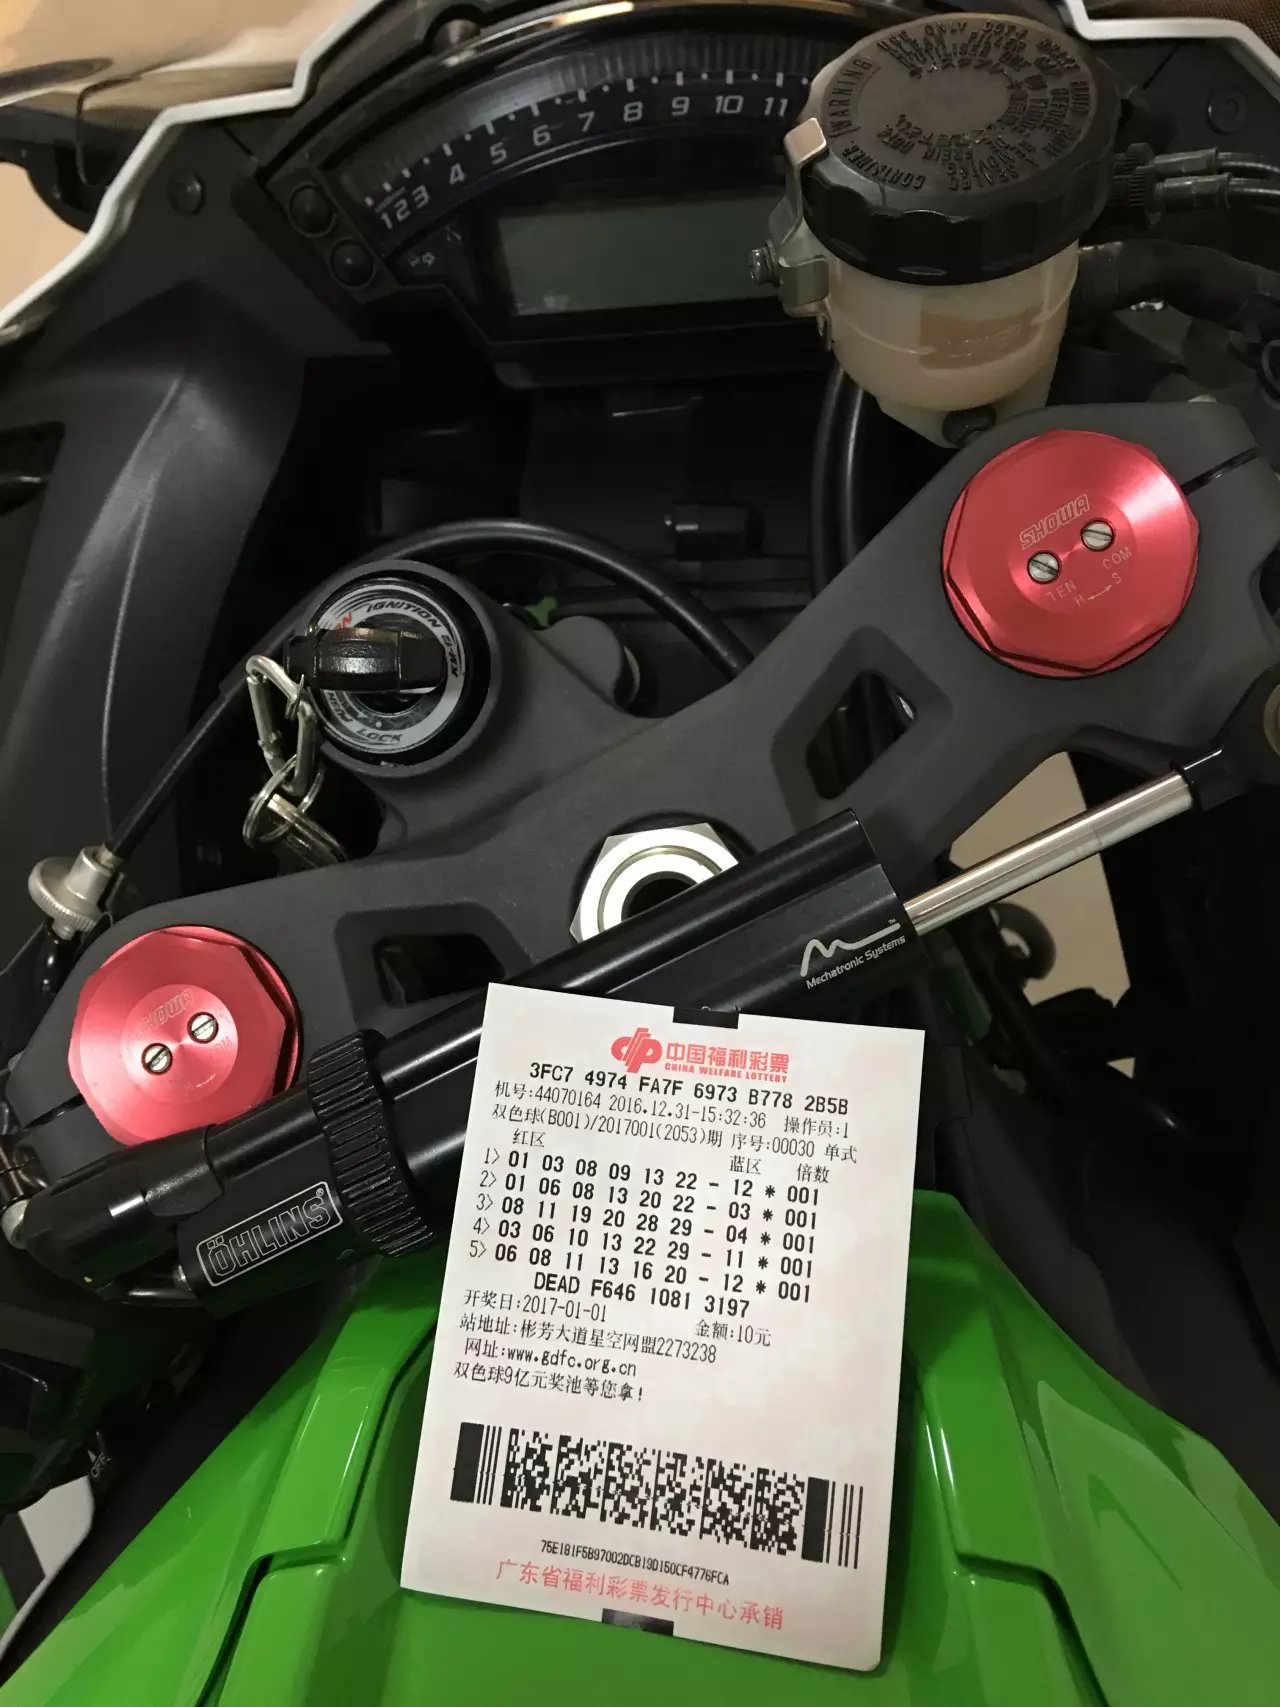 1 2 3 4 5 6 7 8 9 10 11
WARNING
SHOWA
TEN COM
H S
IGNITION
LOCK
SHOWA
Mechatronic Systems
ÖHLINS
中国福利彩票
CHINA WELFARE LOTTERY
3FC7 4974 FA7F 6973 B778 2B5B
机号:44070164 2016.12.31-15:32:36 操作员:1
双色球(B001)/2017001(2053)期 序号:00030 单式
红区 蓝区 倍数
1> 01 03 08 09 13 22 - 12 * 001
2> 01 06 08 13 20 22 - 03 * 001
3> 08 11 19 20 28 29 - 04 * 001
4> 03 06 10 13 22 29 - 11 * 001
5> 06 08 11 13 16 20 - 12 * 001
DEAD F646 1081 3197
开奖日:2017-01-01 金额:10元
站地址:彬芳大道星空网盟2273238
网址:www.gdfc.org.cn
双色球9亿元奖池等您拿!
75E181F5B97002DCB19D150CF4776FCA
广东省福利彩票发行中心承销